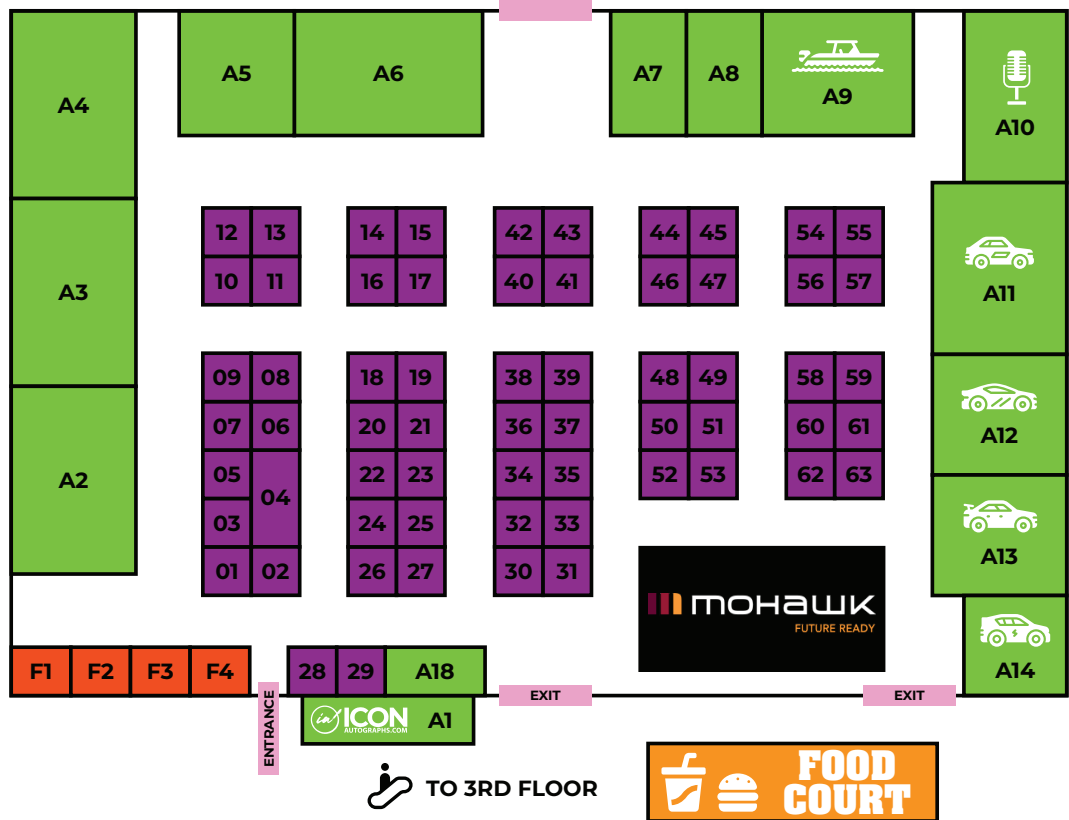 A4
A5
A6
A7
A8
A9
A10
A3
A11
12 13
14 15
42 43
44 45
54 55
10 11
16 17
40 41
46 47
56 57
A2
A12
A13
A14
09 08
18 19
38 39
48 49
58 59
07 06
20 21
36 37
50 51
60 61
05
04
22 23
34 35
52 53
62 63
03
24 25
32 33
01 02
26 27
30 31
MOHAWK
FUTURE READY
F1 F2 F3 F4
28 29 A18
ENTRANCE
EXIT
EXIT
ICON A1
AUTOGRAPHS.COM
TO 3RD FLOOR
FOOD
COURT